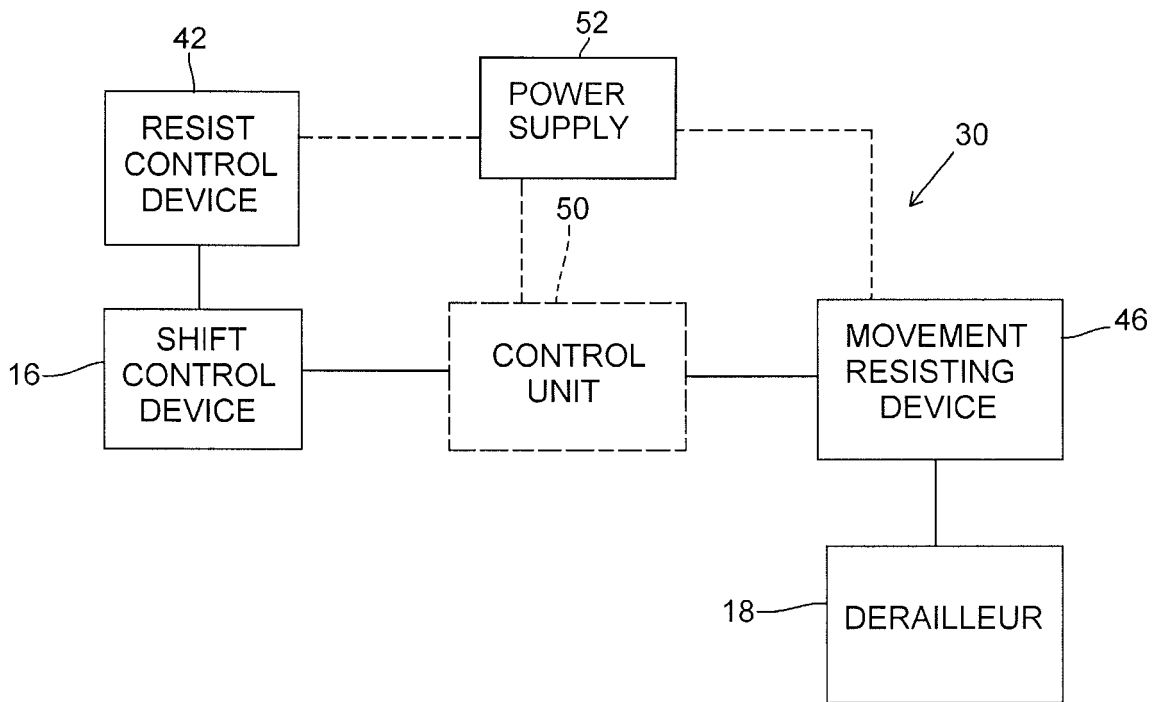 42
52
RESIST
CONTROL
DEVICE
POWER
SUPPLY
30
50
16
SHIFT
CONTROL
DEVICE
CONTROL
UNIT
MOVEMENT
RESISTING
DEVICE
46
18
DERAILLEUR